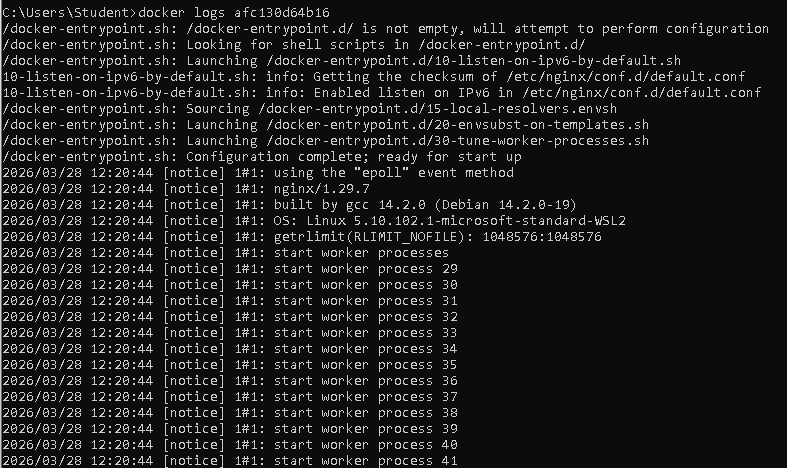 C:\Users\Student>docker logs afc130d64b16
/docker-entrypoint.sh: /docker-entrypoint.d/ is not empty, will attempt to perform configuration
/docker-entrypoint.sh: Looking for shell scripts in /docker-entrypoint.d/
/docker-entrypoint.sh: Launching /docker-entrypoint.d/10-listen-on-ipv6-by-default.sh
10-listen-on-ipv6-by-default.sh: info: Getting the checksum of /etc/nginx/conf.d/default.conf
10-listen-on-ipv6-by-default.sh: info: Enabled listen on IPv6 in /etc/nginx/conf.d/default.conf
/docker-entrypoint.sh: Sourcing /docker-entrypoint.d/15-local-resolvers.envsh
/docker-entrypoint.sh: Launching /docker-entrypoint.d/20-envsubst-on-templates.sh
/docker-entrypoint.sh: Launching /docker-entrypoint.d/30-tune-worker-processes.sh
/docker-entrypoint.sh: Configuration complete; ready for start up
2026/03/28 12:20:44 [notice] 1#1: using the "epoll" event method
2026/03/28 12:20:44 [notice] 1#1: nginx/1.29.7
2026/03/28 12:20:44 [notice] 1#1: built by gcc 14.2.0 (Debian 14.2.0-19)
2026/03/28 12:20:44 [notice] 1#1: OS: Linux 5.10.102.1-microsoft-standard-WSL2
2026/03/28 12:20:44 [notice] 1#1: getrlimit(RLIMIT_NOFILE): 1048576:1048576
2026/03/28 12:20:44 [notice] 1#1: start worker processes
2026/03/28 12:20:44 [notice] 1#1: start worker process 29
2026/03/28 12:20:44 [notice] 1#1: start worker process 30
2026/03/28 12:20:44 [notice] 1#1: start worker process 31
2026/03/28 12:20:44 [notice] 1#1: start worker process 32
2026/03/28 12:20:44 [notice] 1#1: start worker process 33
2026/03/28 12:20:44 [notice] 1#1: start worker process 34
2026/03/28 12:20:44 [notice] 1#1: start worker process 35
2026/03/28 12:20:44 [notice] 1#1: start worker process 36
2026/03/28 12:20:44 [notice] 1#1: start worker process 37
2026/03/28 12:20:44 [notice] 1#1: start worker process 38
2026/03/28 12:20:44 [notice] 1#1: start worker process 39
2026/03/28 12:20:44 [notice] 1#1: start worker process 40
2026/03/28 12:20:44 [notice] 1#1: start worker process 41